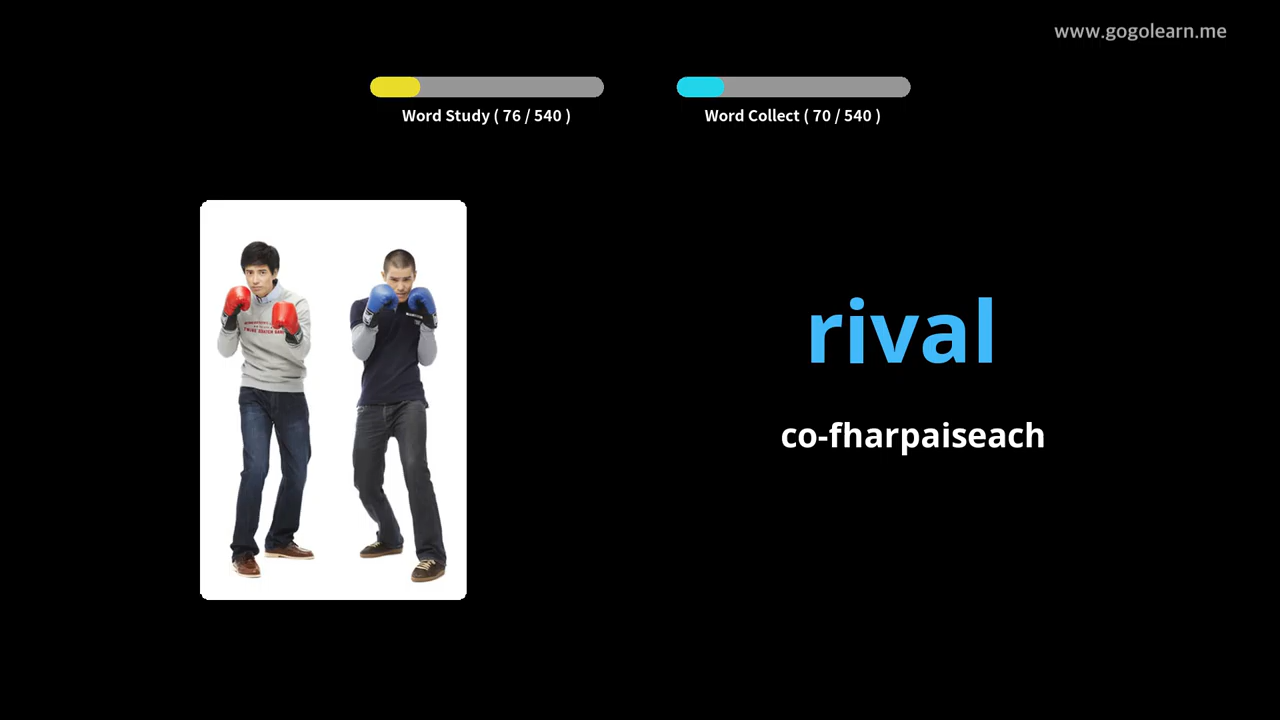 www.gogolearn.me
Word Study ( 76 / 540 )
Word Collect ( 70 / 540 )
rival
co-fharpaiseach